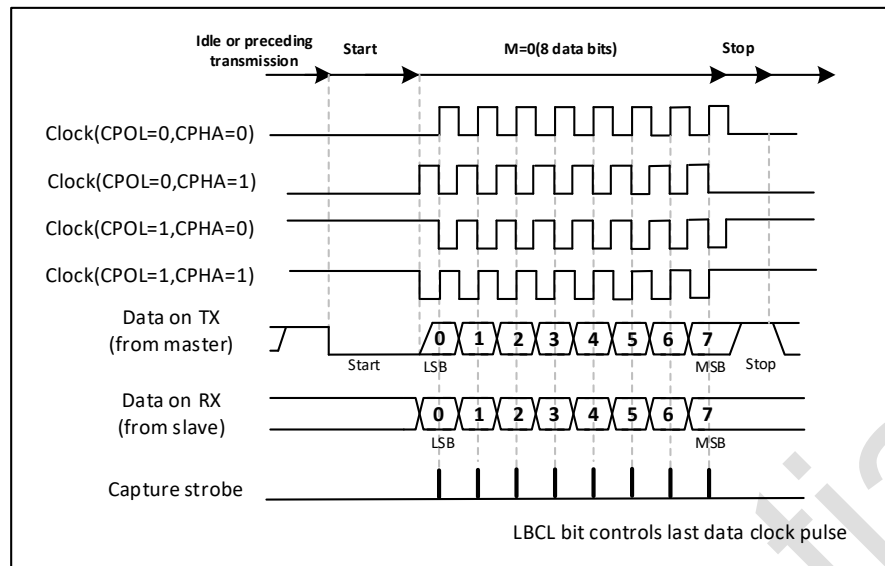 Idle or preceding
transmission
Start
M=0(8 data bits)
Stop
Clock(CPOL=0,CPHA=0)
Clock(CPOL=0,CPHA=1)
Clock(CPOL=1,CPHA=0)
Clock(CPOL=1,CPHA=1)
Data on TX
(from master)
0 1 2 3 4 5 6 7
Start
LSB
MSB
Stop
Data on RX
(from slave)
0 1 2 3 4 5 6 7
LSB
MSB
Capture strobe
LBCL bit controls last data clock pulse